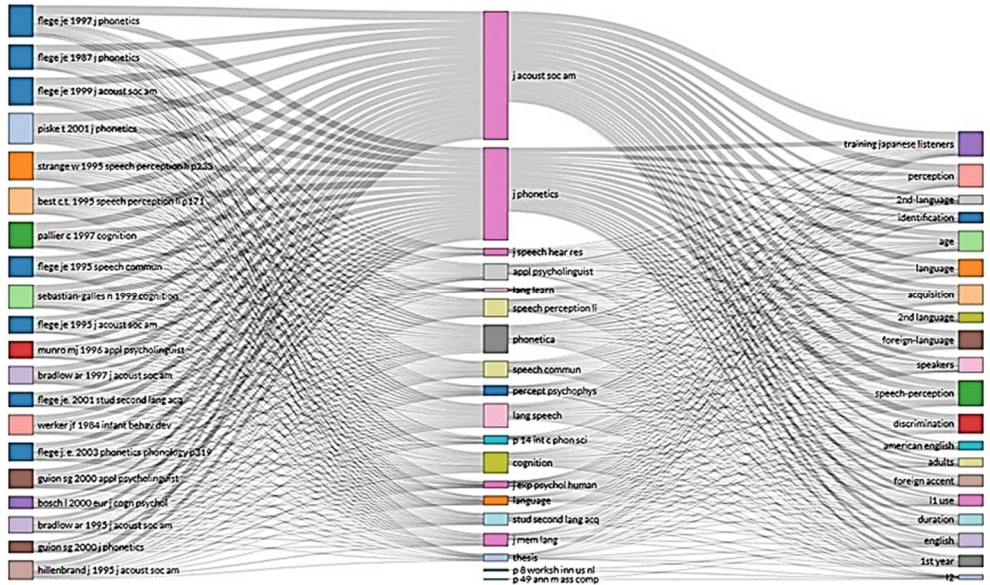 flege je 1997 j phonetics
flege je 1987 j phonetics
flege je 1999 j acoust soc am
piske t 2001 j phonetics
strange w 1995 speech perception li p233
best c.t. 1995 speech perception li p171
pallier c 1997 cognition
flege je 1995 speech commun
sebastian-galles n 1999 cognition
flege je 1995 j acoust soc am
munro mj 1996 appl psycholinguist
bradlow ar 1997 j acoust soc am
flege je. 2001 stud second lang acq
werker jf 1984 infant behav dev
flege j. e. 2003 phonetics phonology p319
guion sg 2000 appl psycholinguist
bosch l 2000 eur j cogn psychol
bradlow ar 1995 j acoust soc am
guion sg 2000 j phonetics
hillenbrand j 1995 j acoust soc am
j acoust soc am
j phonetics
j speech hear res
appl psycholinguist
lang learn
speech perception li
phonetica
speech commun
percept psychophys
lang speech
p 14 int c phon sci
cognition
j exp psychol human
language
stud second lang acq
j mem lang
thesis
p 8 worksh inn us nl
p 49 ann m ass comp
training japanese listeners
perception
2nd-language
identification
age
language
acquisition
2nd language
foreign-language
speakers
speech-perception
discrimination
american english
adults
foreign accent
l1 use
duration
english
1st year
l2